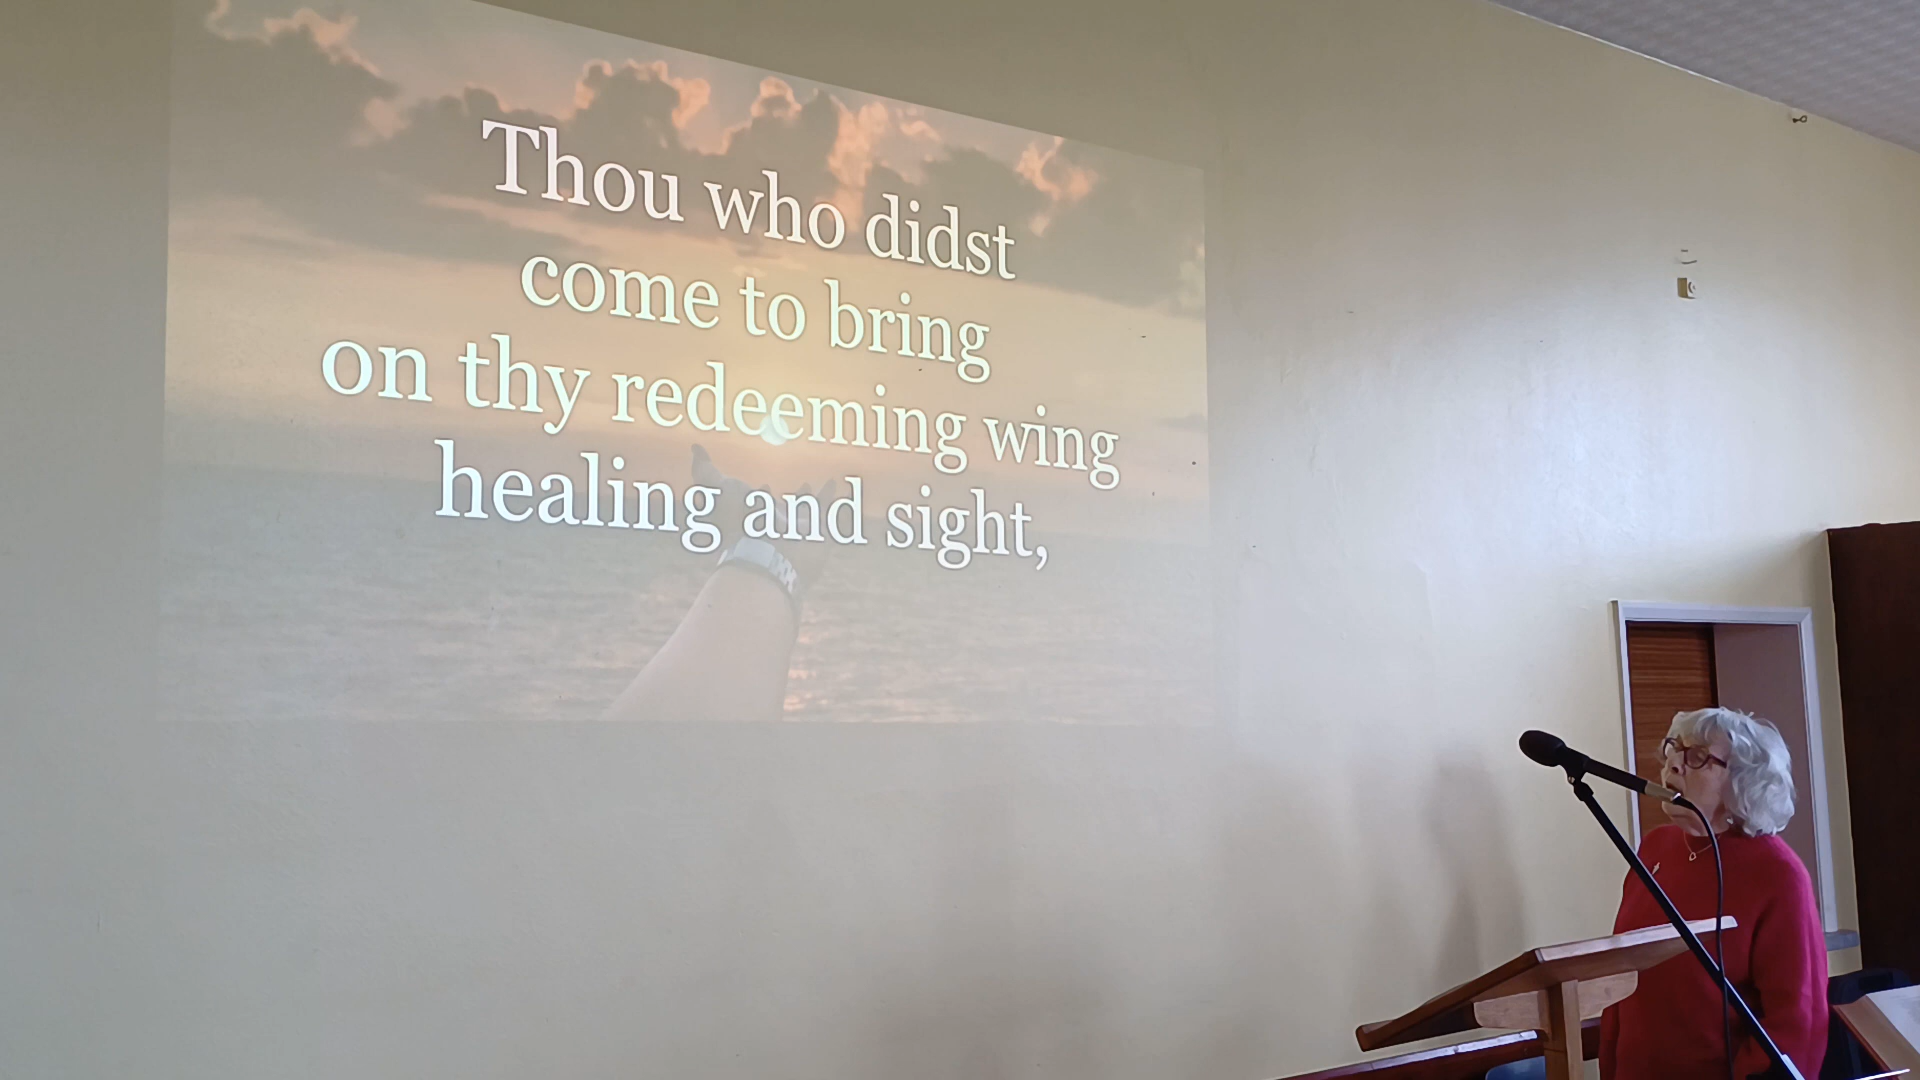 Thou who didst
come to bring
on thy redeeming wing
healing and sight,